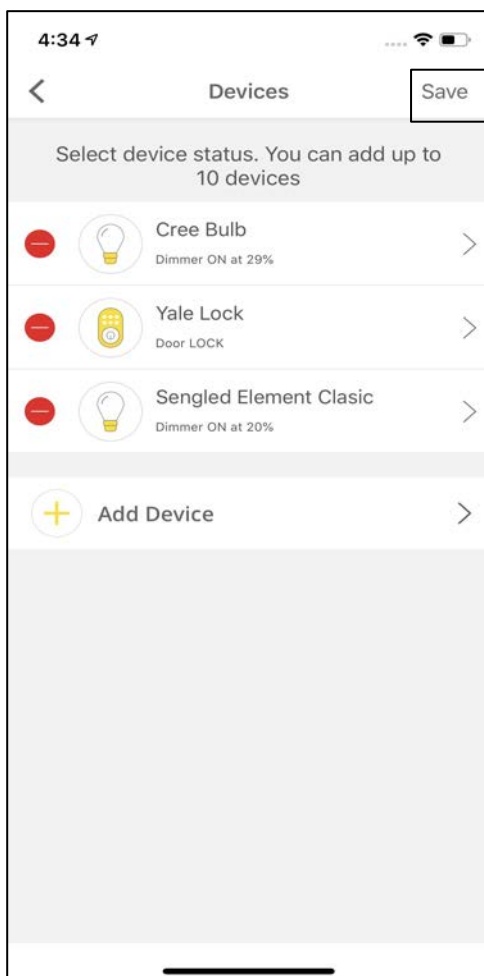 4:34
Devices
Save
Select device status. You can add up to
10 devices
Cree Bulb
Dimmer ON at 29%
Yale Lock
Door LOCK
Sengled Element Clasic
Dimmer ON at 20%
Add Device